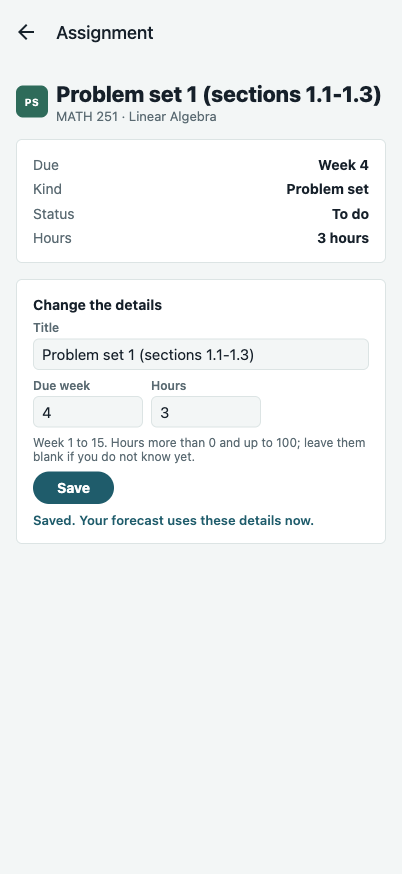 Assignment
PS
Problem set 1 (sections 1.1-1.3)
MATH 251 · Linear Algebra
Due Week 4
Kind Problem set
Status To do
Hours 3 hours
Change the details
Title
Problem set 1 (sections 1.1-1.3)
Due week Hours
4 3
Week 1 to 15. Hours more than 0 and up to 100; leave them
blank if you do not know yet.
Save
Saved. Your forecast uses these details now.